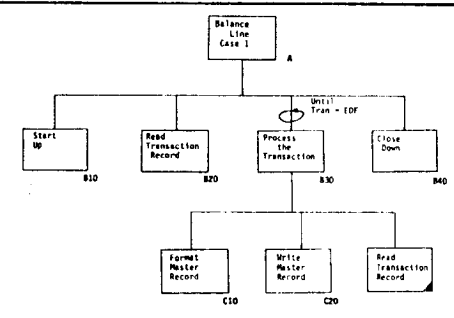 Balance
Line
Case 1
A
Until
Tran = EOF
Start
Up
B10
Read
Transaction
Record
B20
Process
the
Transaction
B30
Close
Down
B40
Format
Master
Record
C10
Write
Master
Record
C20
Read
Transaction
Record